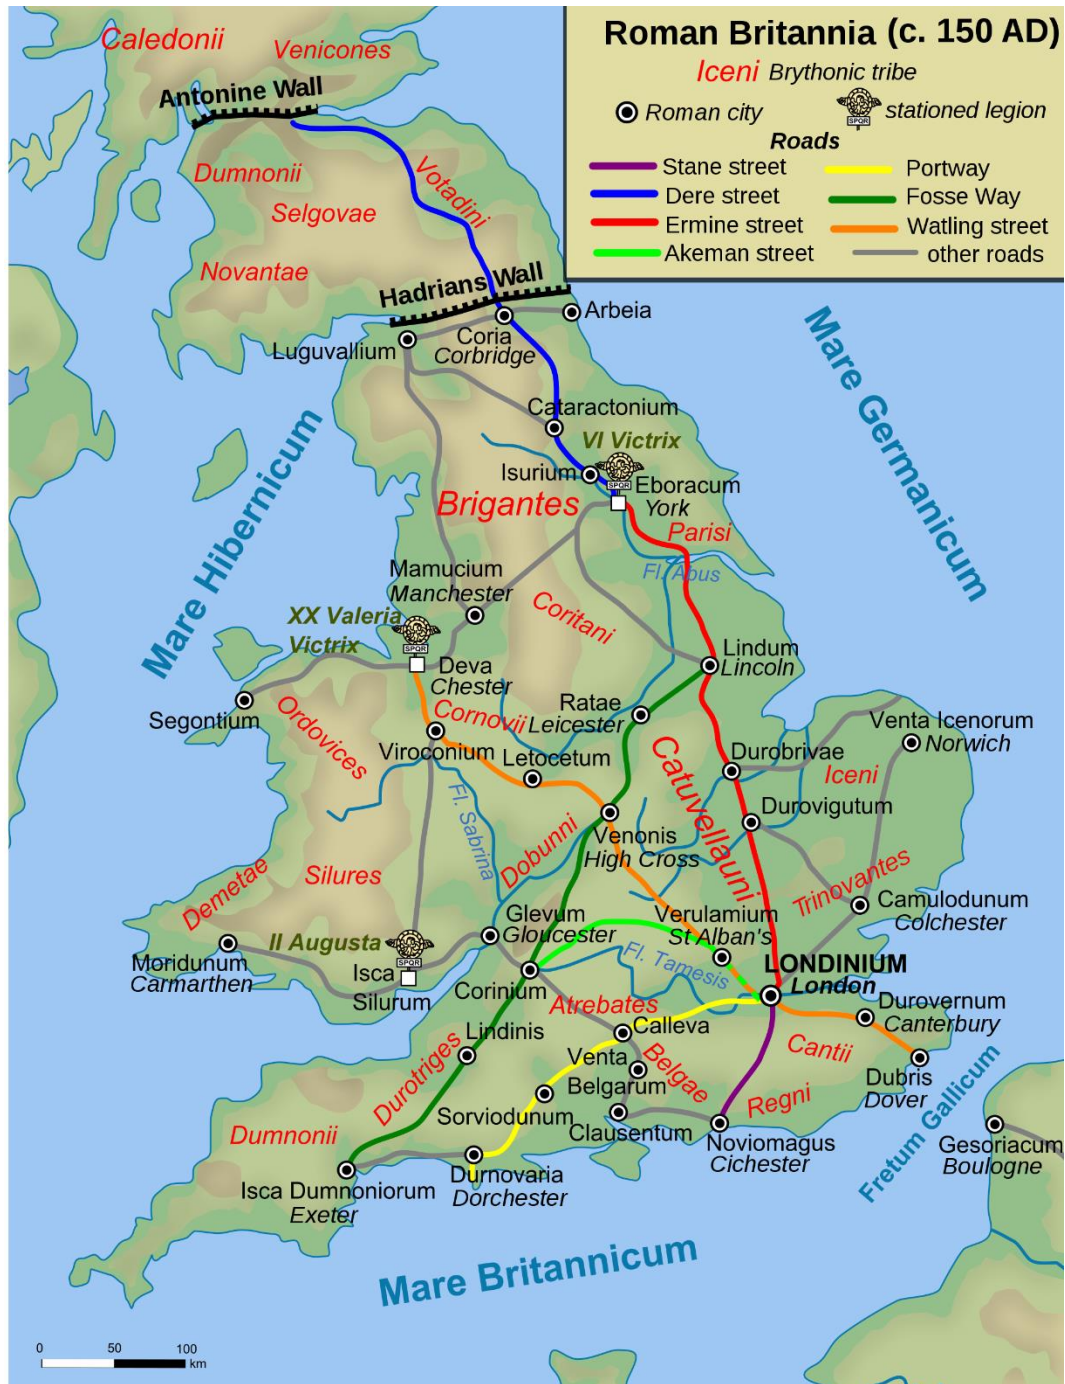 Roman Britannia (c. 150 AD)
Iceni Brythonic tribe
Roman city
SPQR
stationed legion
Roads
Stane street
Portway
Dere street
Fosse Way
Ermine street
Watling street
Akeman street
other roads
Caledonii
Venicones
Antonine Wall
Dumnonii
Votadini
Selgovae
Novantae
Hadrians Wall
Arbeia
Luguvallium
Coria
Corbridge
Mare Germanicum
Mare Hibernicum
Cataractonium
VI Victrix
SPQR
Isurium
Eboracum
York
Brigantes
Parisi
Fl. Abus
Mamucium
Manchester
Coritani
XX Valeria
Victrix
SPQR
Deva
Chester
Lindum
Lincoln
Segontium
Ordovices
Cornovii
Ratae
Leicester
Viroconium
Letocetum
Catuvellauni
Durobrivae
Venta Icenorum
Norwich
Iceni
Durovigutum
Fl. Sabrina
Dobunni
Venonis
High Cross
Demetae
Silures
Trinovantes
Camulodunum
Colchester
Glevum
Gloucester
Verulamium
St Alban's
II Augusta
SPQR
Moridunum
Carmarthen
Isca
Silurum
Corinium
Fl. Tamesis
LONDINIUM
London
Atrebates
Durovernum
Canterbury
Lindinis
Calleva
Cantii
Durotriges
Venta
Belgarum
Belgae
Dubris
Dover
Sorviodunum
Regni
Dumnonii
Clausentum
Noviomagus
Cichester
Fretum Gallicum
Gesoriacum
Boulogne
Isca Dumnoniorum
Exeter
Durnovaria
Dorchester
Mare Britannicum
0 50 100
km